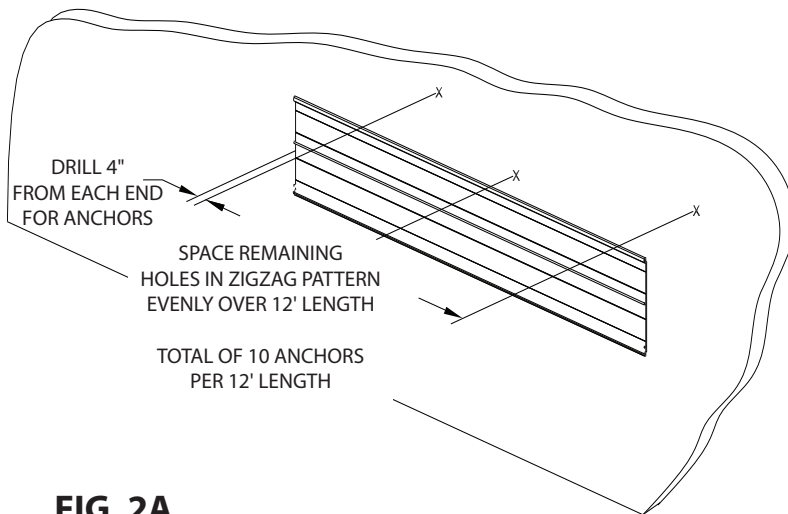 DRILL 4"
FROM EACH END
FOR ANCHORS
SPACE REMAINING
HOLES IN ZIGZAG PATTERN
EVENLY OVER 12' LENGTH
TOTAL OF 10 ANCHORS
PER 12' LENGTH
X
X
X
FIG. 2A